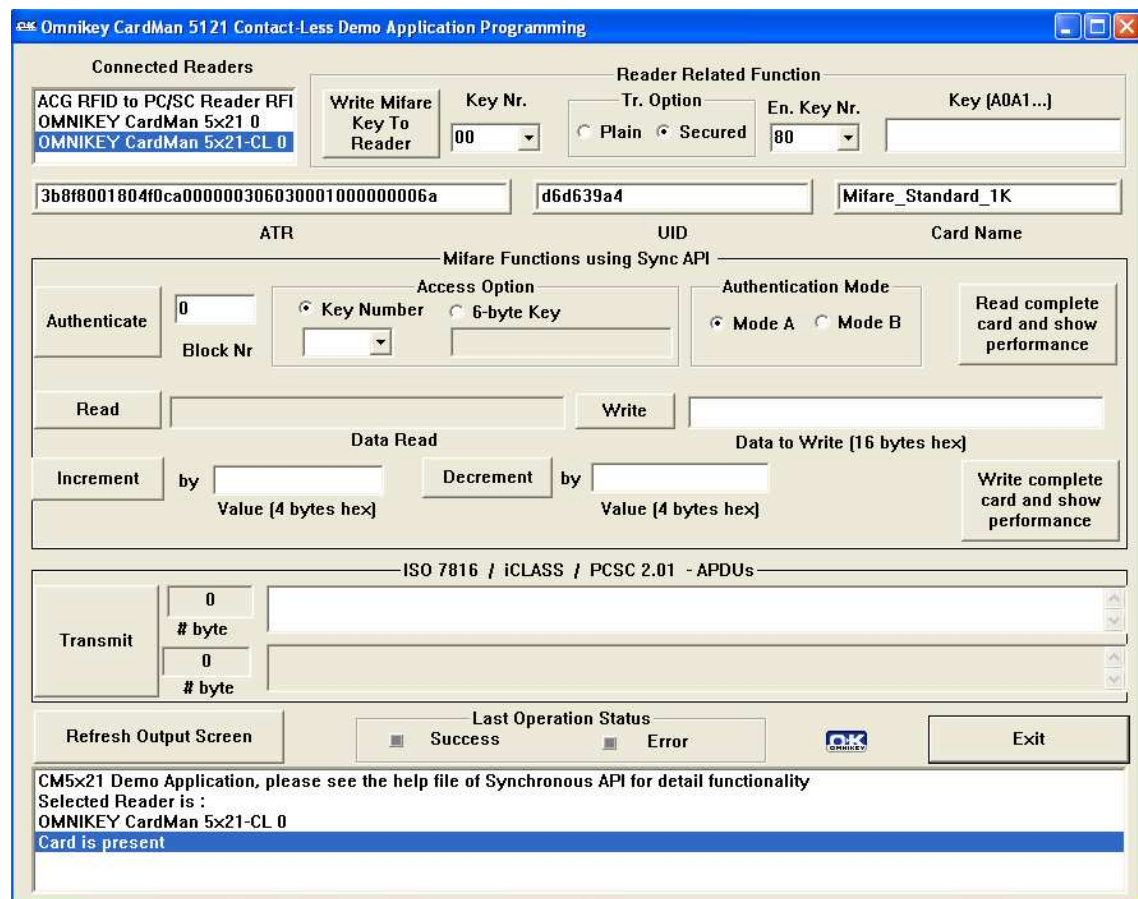 Omnikey CardMan 5121 Contact-Less Demo Application Programming
Connected Readers
ACG RFID to PC/SC Reader RFI
OMNIKEY CardMan 5x21 0
OMNIKEY CardMan 5x21-CL 0
Reader Related Function
Write Mifare
Key To
Reader
Key Nr.
00
Tr. Option
Plain
Secured
En. Key Nr.
80
Key (A0A1...)
3b8f8001804f0ca000000306030001000000006a
d6d639a4
Mifare_Standard_1K
ATR
UID
Card Name
Mifare Functions using Sync API
Authenticate
0
Block Nr
Access Option
Key Number
6-byte Key
Authentication Mode
Mode A
Mode B
Read complete
card and show
performance
Read
Data Read
Write
Data to Write (16 bytes hex)
Increment
by
Value (4 bytes hex)
Decrement
by
Value (4 bytes hex)
Write complete
card and show
performance
ISO 7816 / iCLASS / PCSC 2.01 - APDUs
Transmit
0
# byte
0
# byte
Refresh Output Screen
Last Operation Status
Success
Error
OK
OMNIKEY
Exit
CM5x21 Demo Application, please see the help file of Synchronous API for detail functionality
Selected Reader is :
OMNIKEY CardMan 5x21-CL 0
Card is present